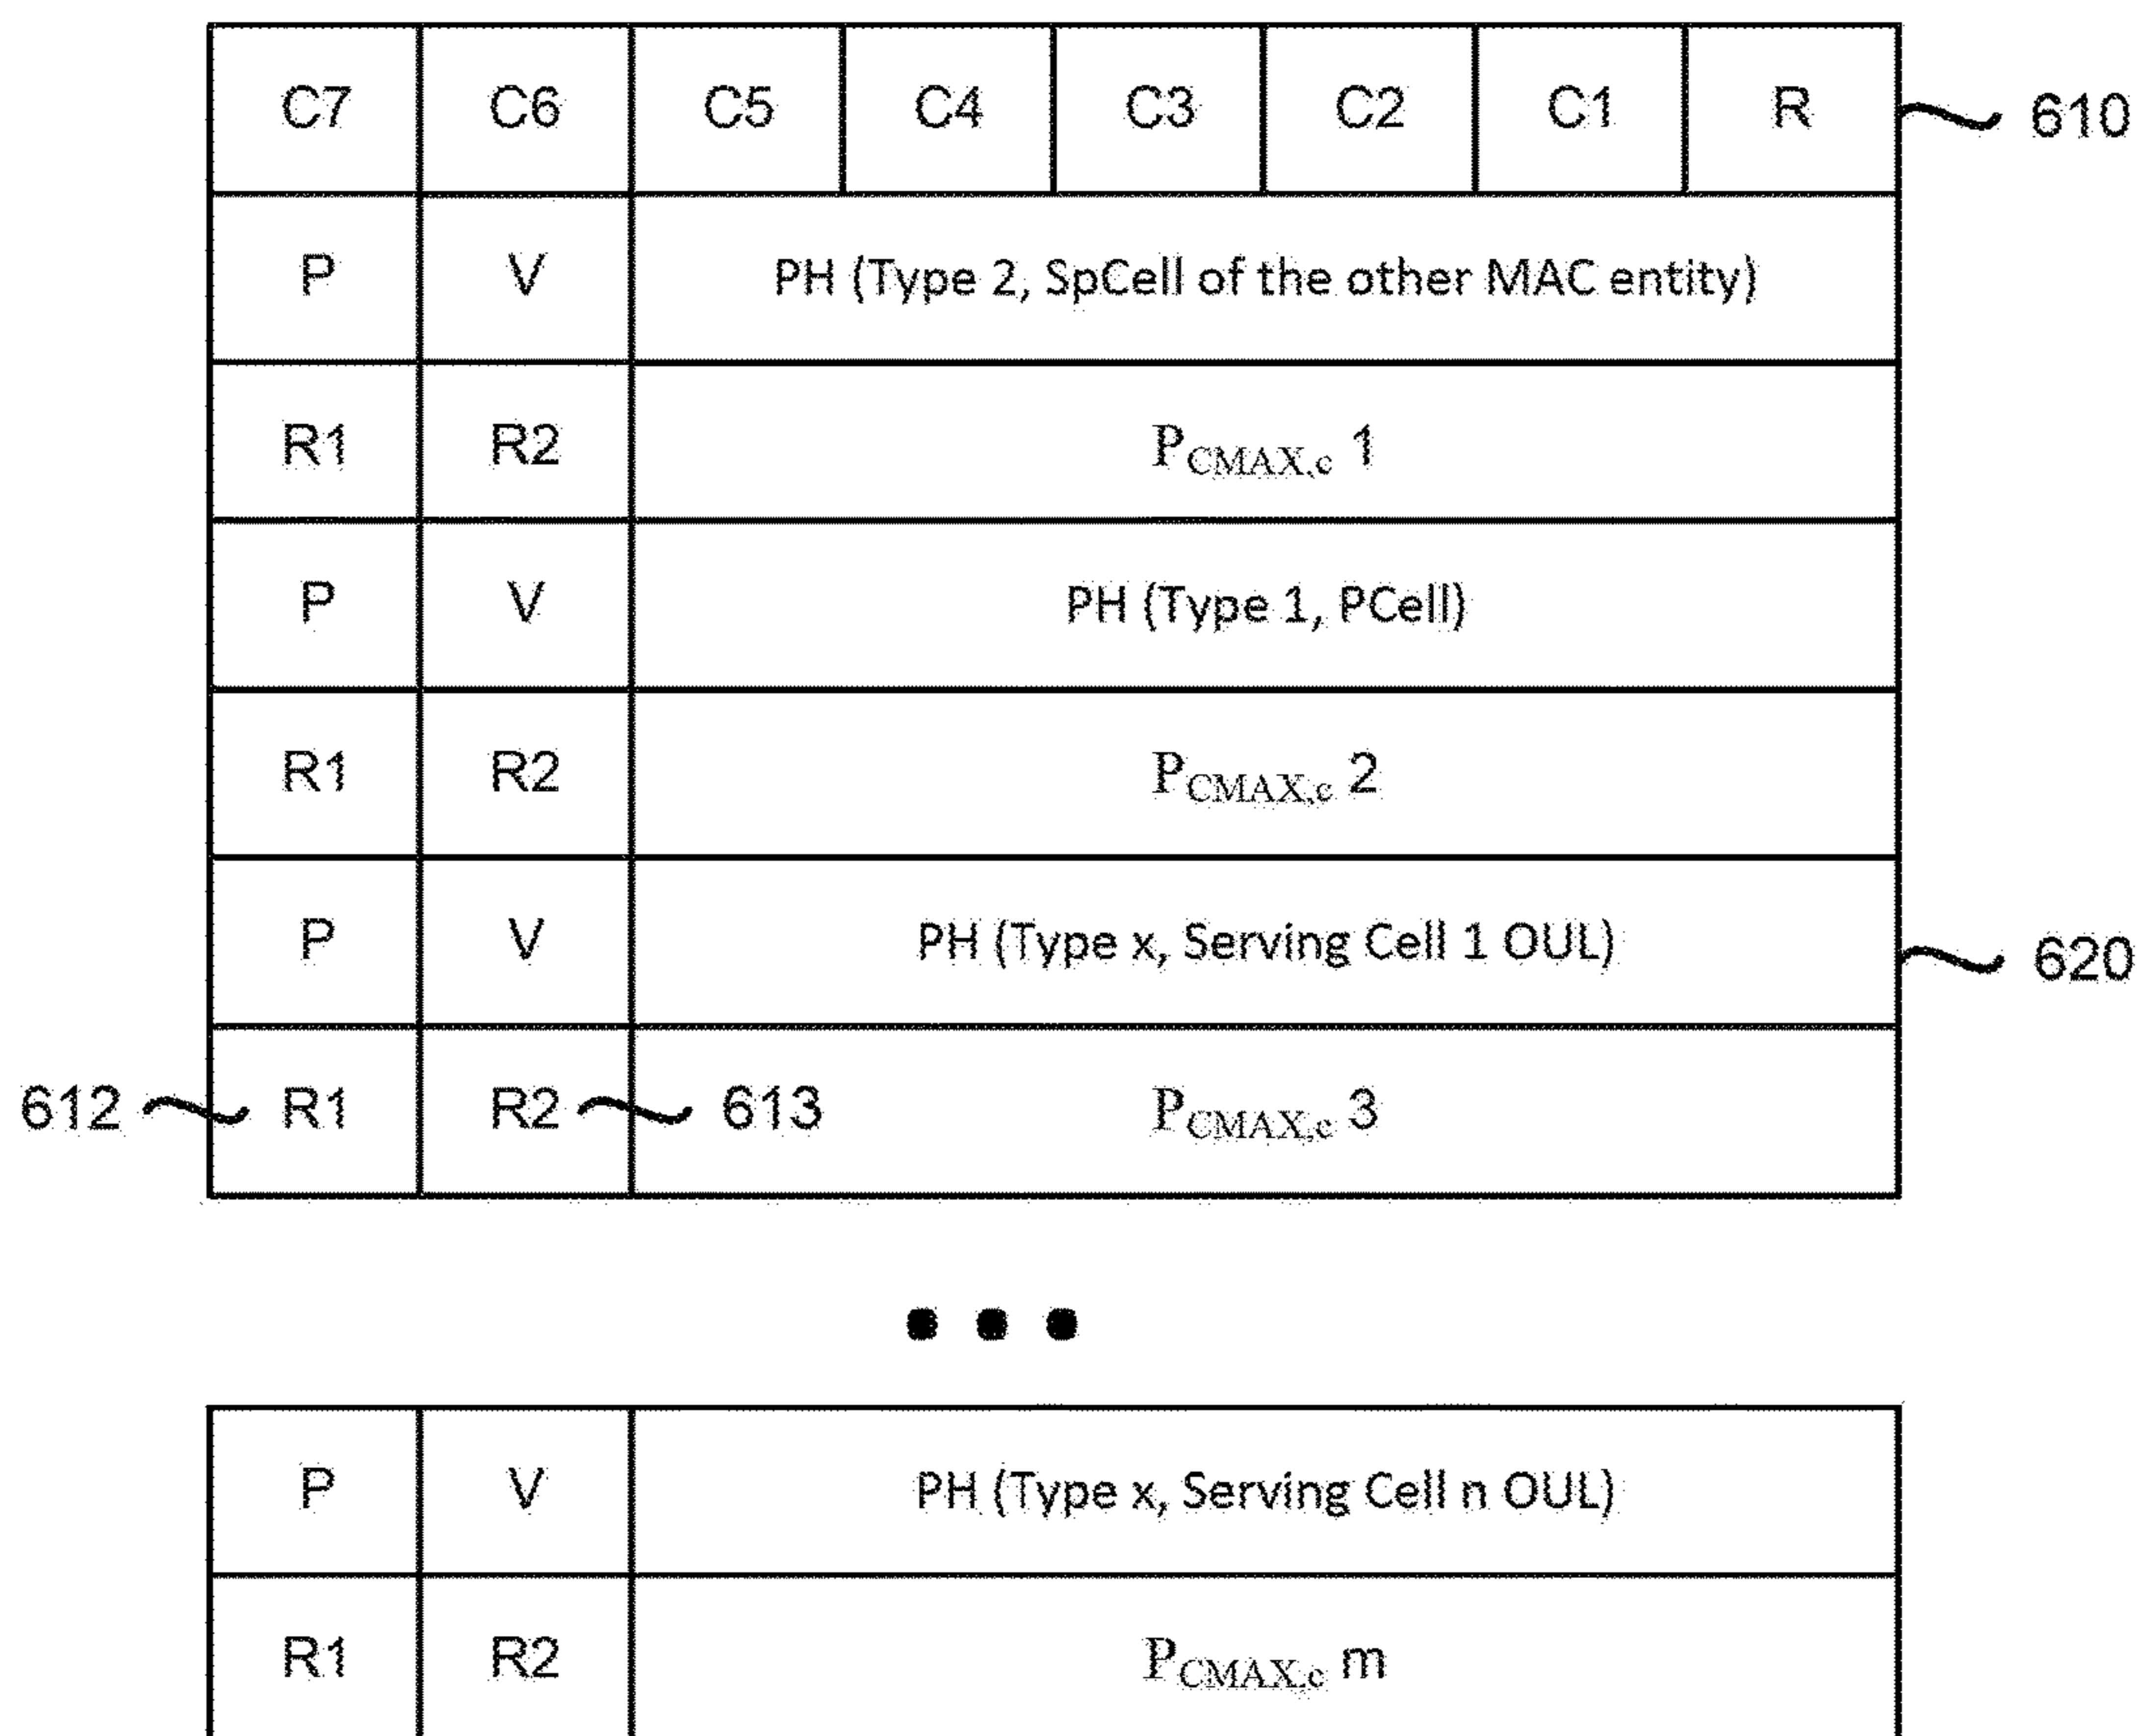 C7 C6 C5 C4 C3 C2 C1 R 610
P V PH (Type 2, SpCell of the other MAC entity)
R1 R2 PCMAX,c 1
P V PH (Type 1, PCell)
R1 R2 PCMAX,c 2
P V PH (Type x, Serving Cell 1 OUL) 620
612 R1 R2 613 PCMAX,c 3
• • •
P V PH (Type x, Serving Cell n OUL)
R1 R2 PCMAX,c m